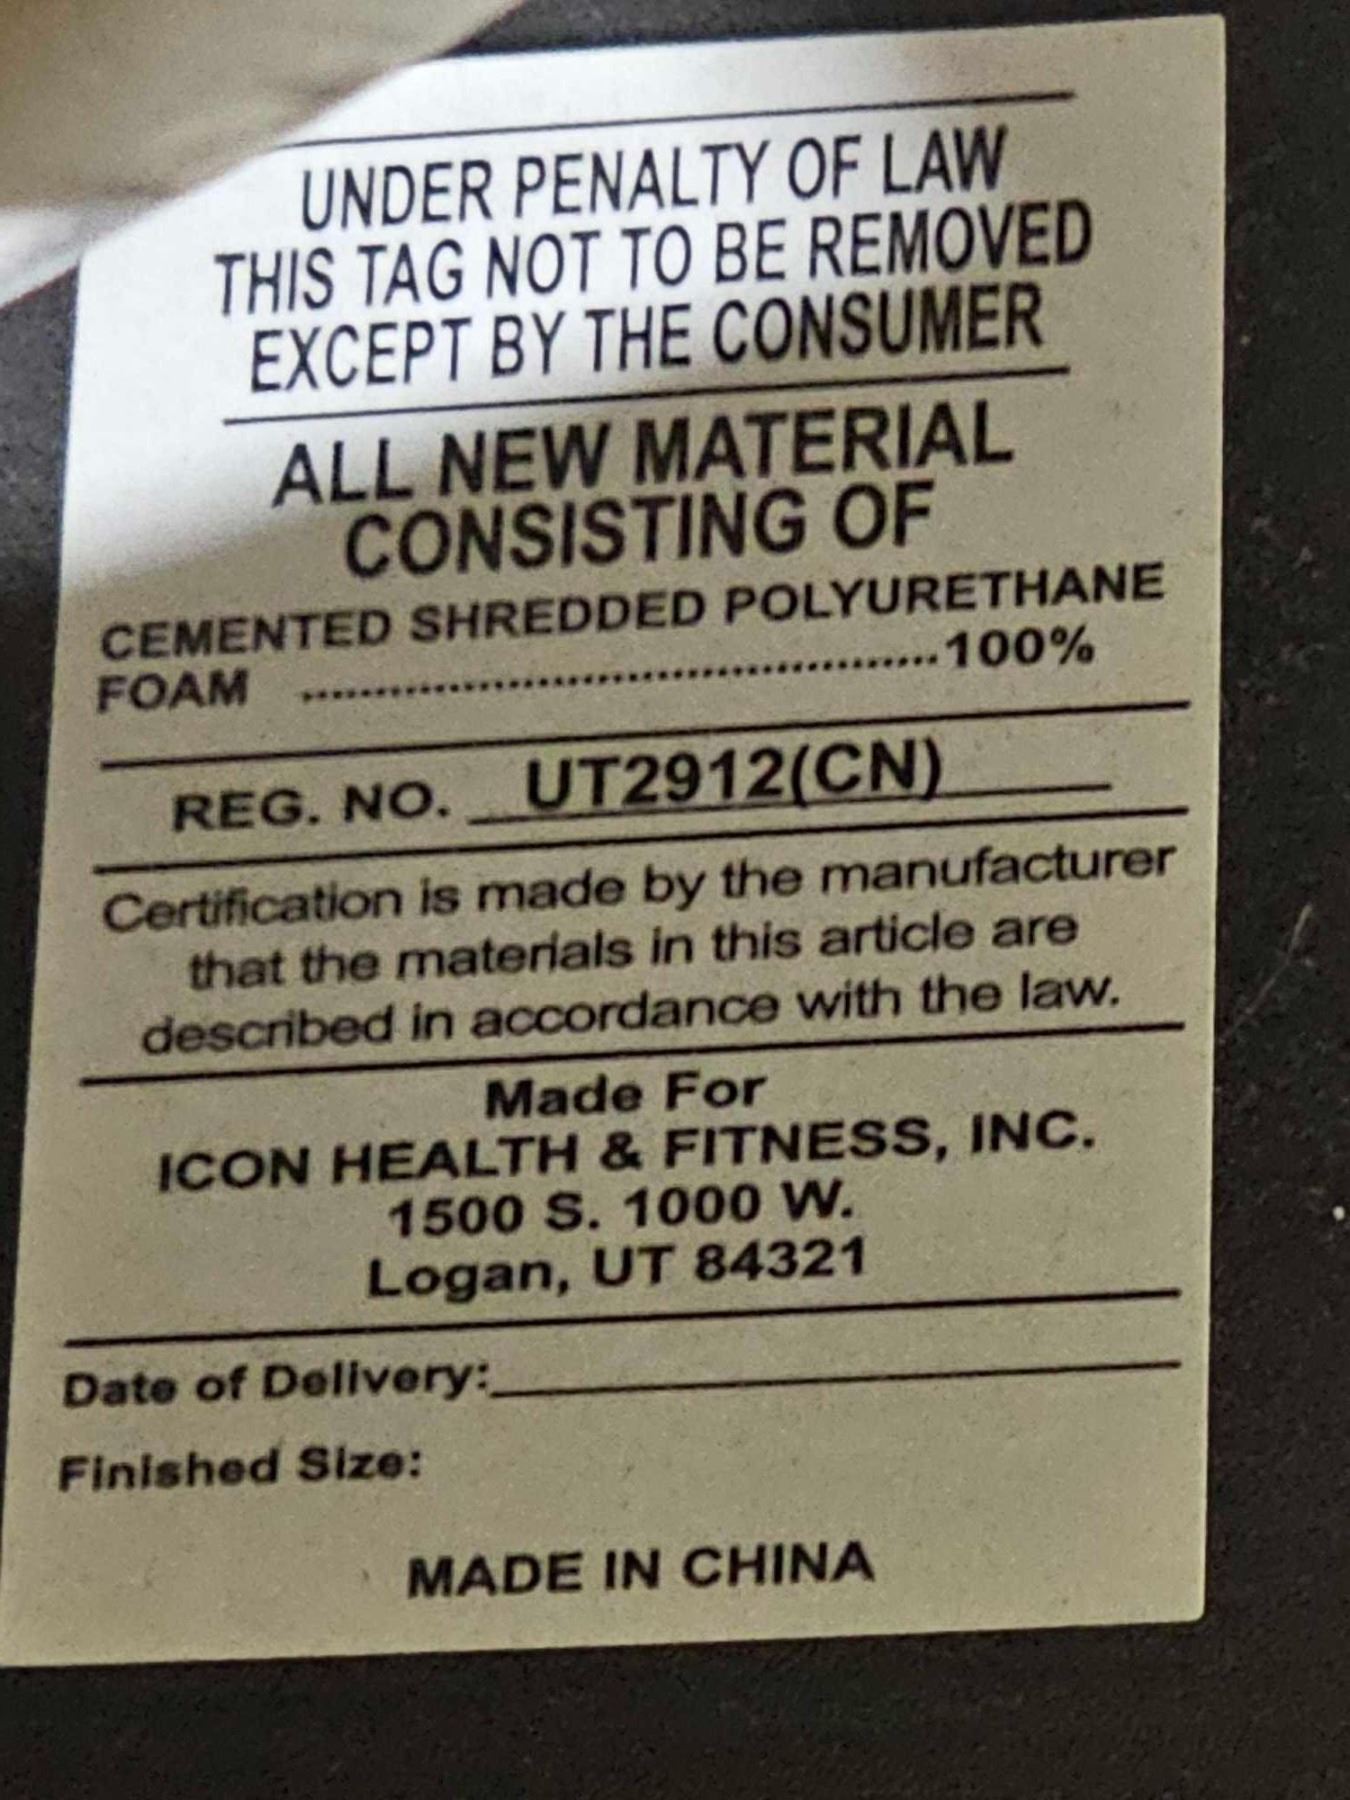 UNDER PENALTY OF LAW
THIS TAG NOT TO BE REMOVED
EXCEPT BY THE CONSUMER
ALL NEW MATERIAL
CONSISTING OF
CEMENTED SHREDDED POLYURETHANE
FOAM ............................................100%
REG. NO. UT2912(CN)
Certification is made by the manufacturer
that the materials in this article are
described in accordance with the law.
Made For
ICON HEALTH & FITNESS, INC.
1500 S. 1000 W.
Logan, UT 84321
Date of Delivery:
Finished Size:
MADE IN CHINA